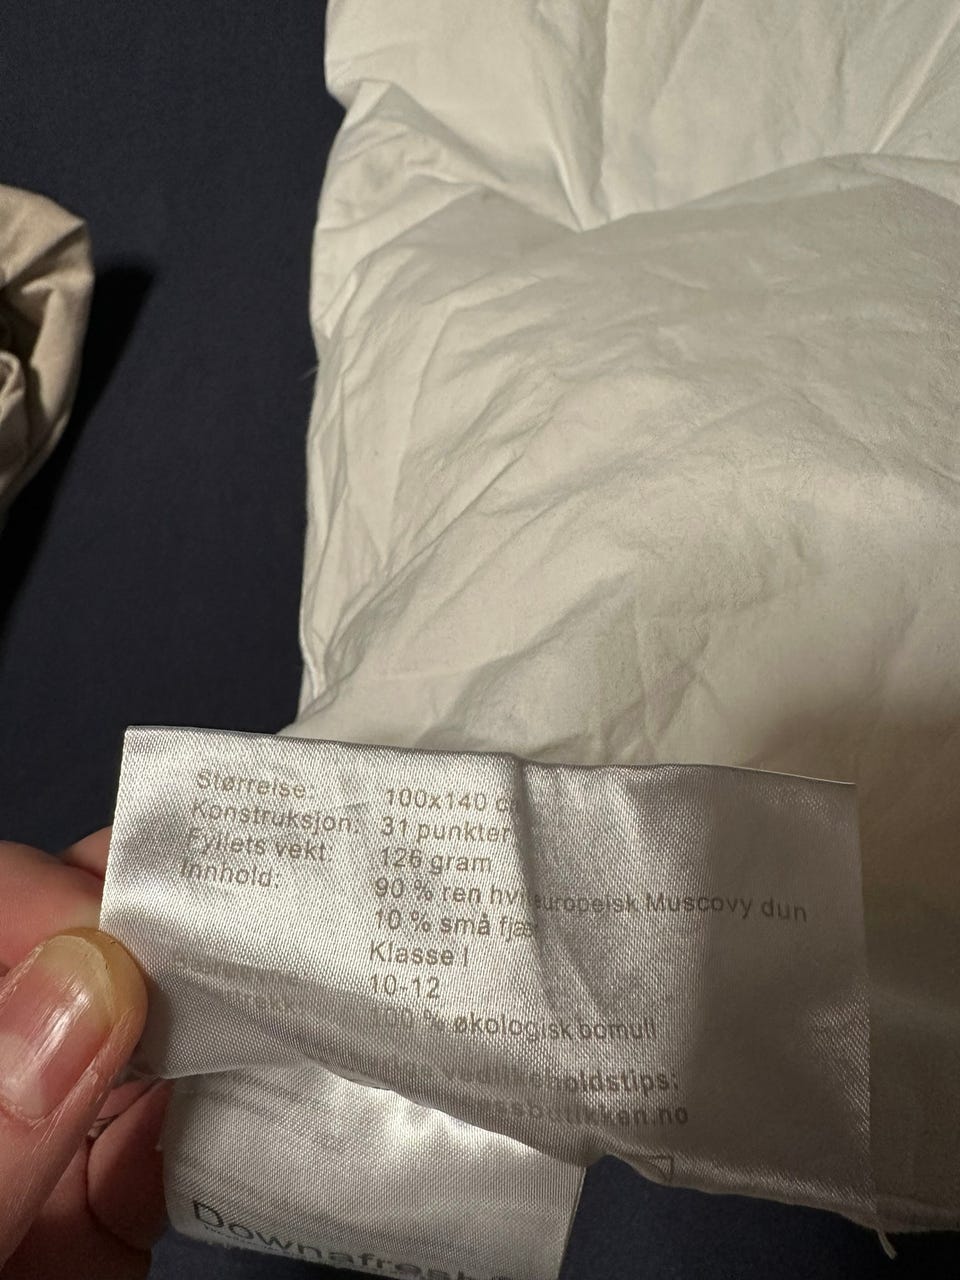 Størrelse: 100x140
Konstruksjon: 31 punkter
Fyllets vekt: 126 gram
Innhold: 90 % ren europeisk Muscovy dun
10 % små
Klasse I
10-12
100 % økologisk bomull
Downafresh